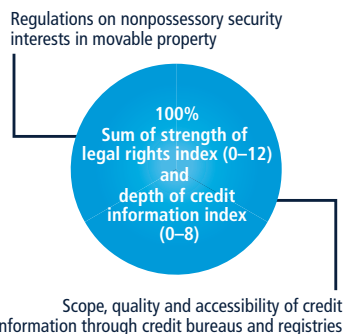 Regulations on nonpossessory security
interests in movable property
100%
Sum of strength of
legal rights index (0–12)
and
depth of credit
information index
(0–8)
Scope, quality and accessibility of credit
information through credit bureaus and registries